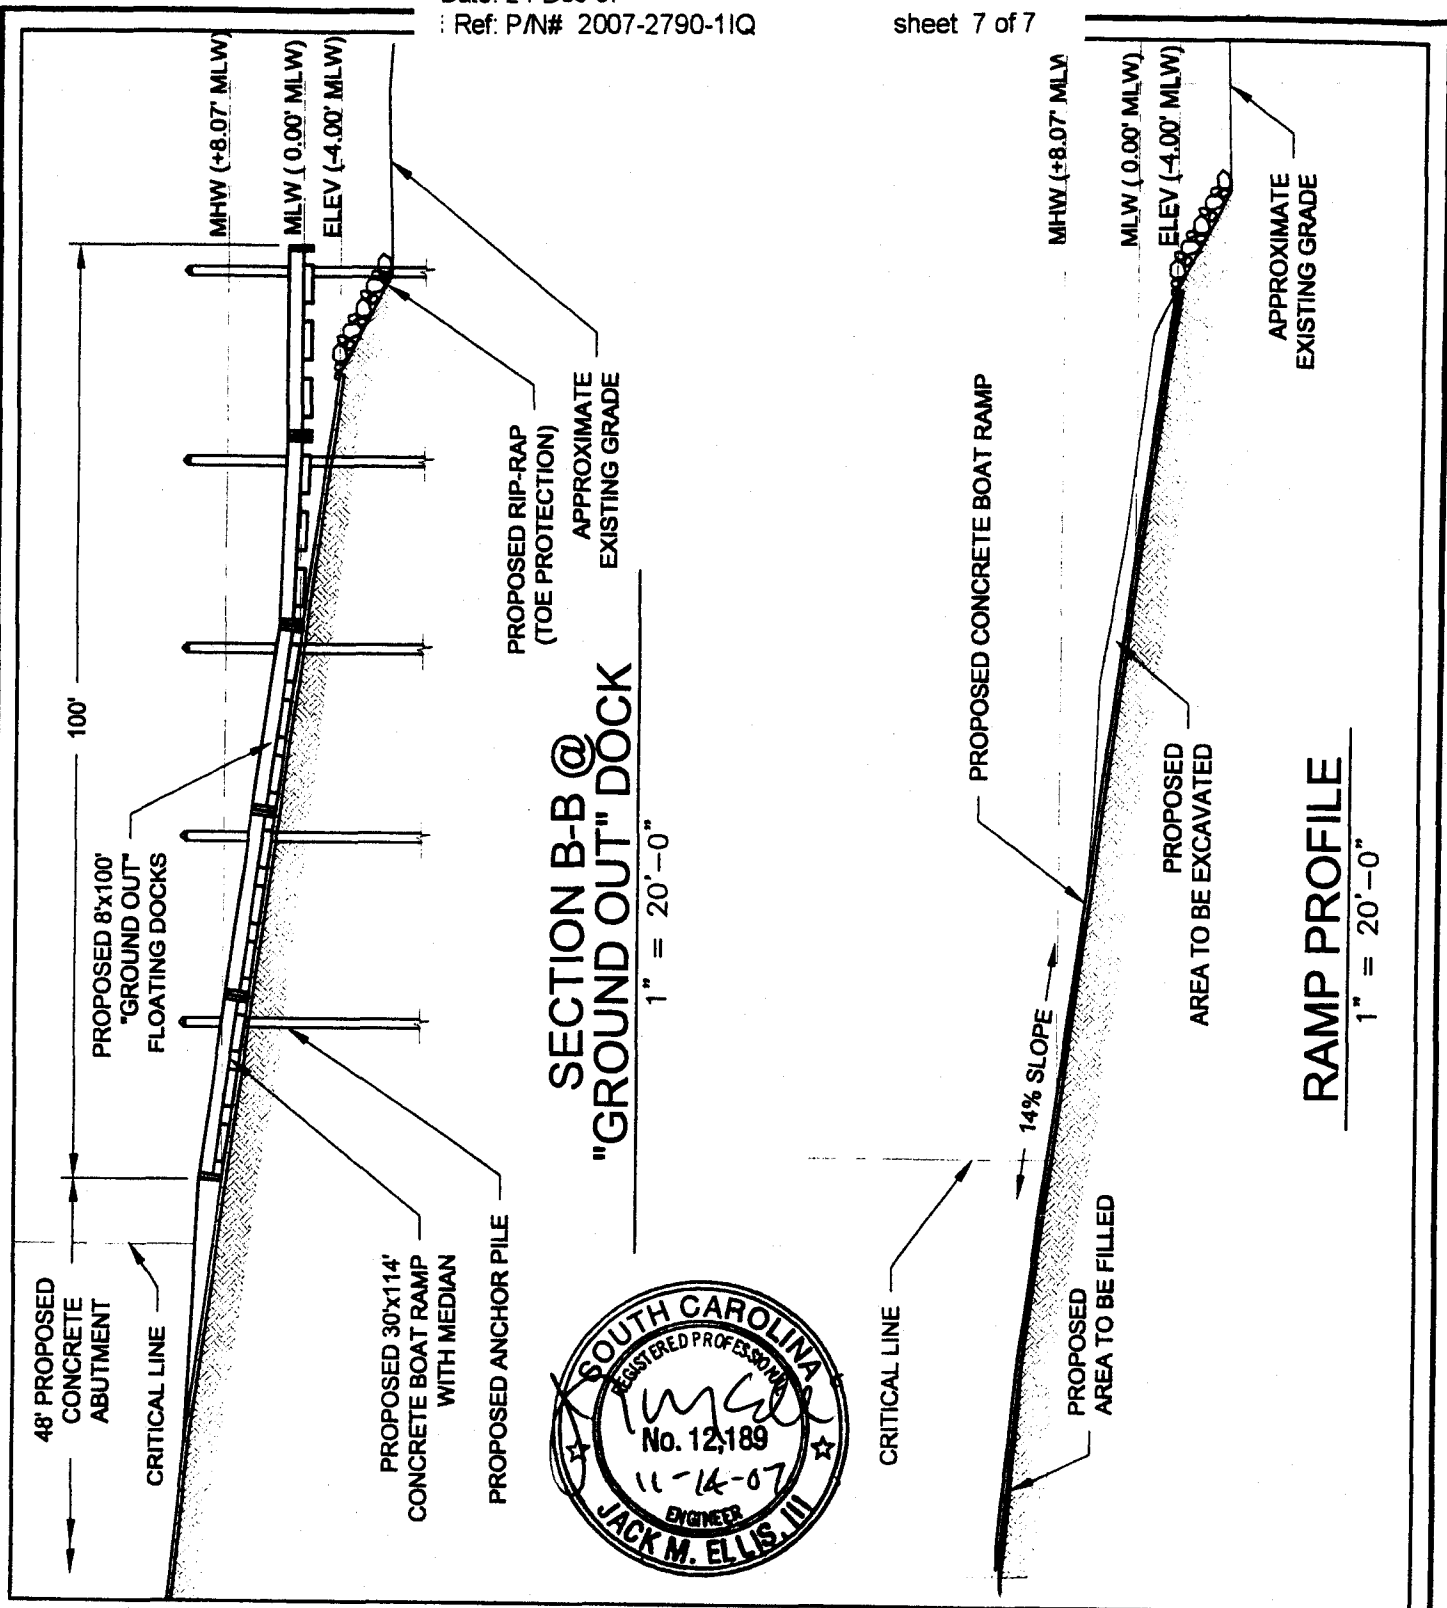 Ref: P/N# 2007-2790-1IQ
sheet 7 of 7
48' PROPOSED
CONCRETE
ABUTMENT
CRITICAL LINE
100'
PROPOSED 8'x100'
"GROUND OUT"
FLOATING DOCKS
MHW (+8.07' MLW)
MLW ( 0.00' MLW)
ELEV (-4.00' MLW)
PROPOSED 30'x114'
CONCRETE BOAT RAMP
WITH MEDIAN
PROPOSED ANCHOR PILE
PROPOSED RIP-RAP
(TOE PROTECTION)
APPROXIMATE
EXISTING GRADE
SECTION B-B @
"GROUND OUT" DOCK
1" = 20'-0"
SOUTH CAROLINA
REGISTERED PROFESSIONAL
No. 12,189
11-14-07
ENGINEER
JACK M. ELLIS, III
CRITICAL LINE
14% SLOPE
PROPOSED CONCRETE BOAT RAMP
MHW (+8.07' MLW
MLW ( 0.00' MLW)
ELEV (-4.00' MLW)
PROPOSED
AREA TO BE FILLED
PROPOSED
AREA TO BE EXCAVATED
APPROXIMATE
EXISTING GRADE
RAMP PROFILE
1" = 20'-0"